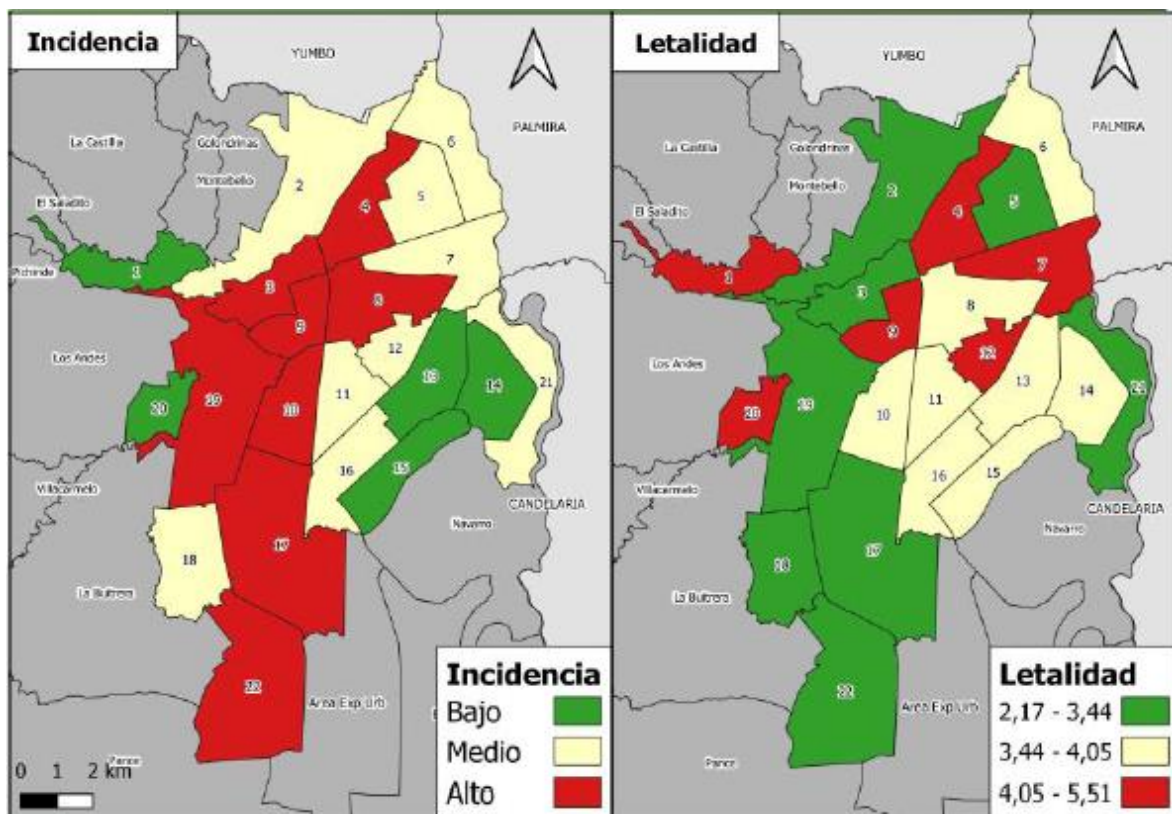 Incidencia
YUMBO
La Castilla
Golondrinas
Montebello
PALMIRA
El Saladito
Pichinde
Los Andes
Villacarmelo
La Buitrera
Navarro
CANDELARIA
Area Exp Urb
Pance
1
2
3
4
5
6
7
8
9
10
11
12
13
14
15
16
17
18
19
20
21
22
0 1 2 km
Incidencia
Bajo
Medio
Alto
Letalidad
YUMBO
La Castilla
Golondrinas
Montebello
PALMIRA
El Saladito
Pichinde
Los Andes
Villacarmelo
La Buitrera
Navarro
CANDELARIA
Area Exp Urb
Pance
1
2
3
4
5
6
7
8
9
10
11
12
13
14
15
16
17
18
19
20
21
22
Letalidad
2,17 - 3,44
3,44 - 4,05
4,05 - 5,51